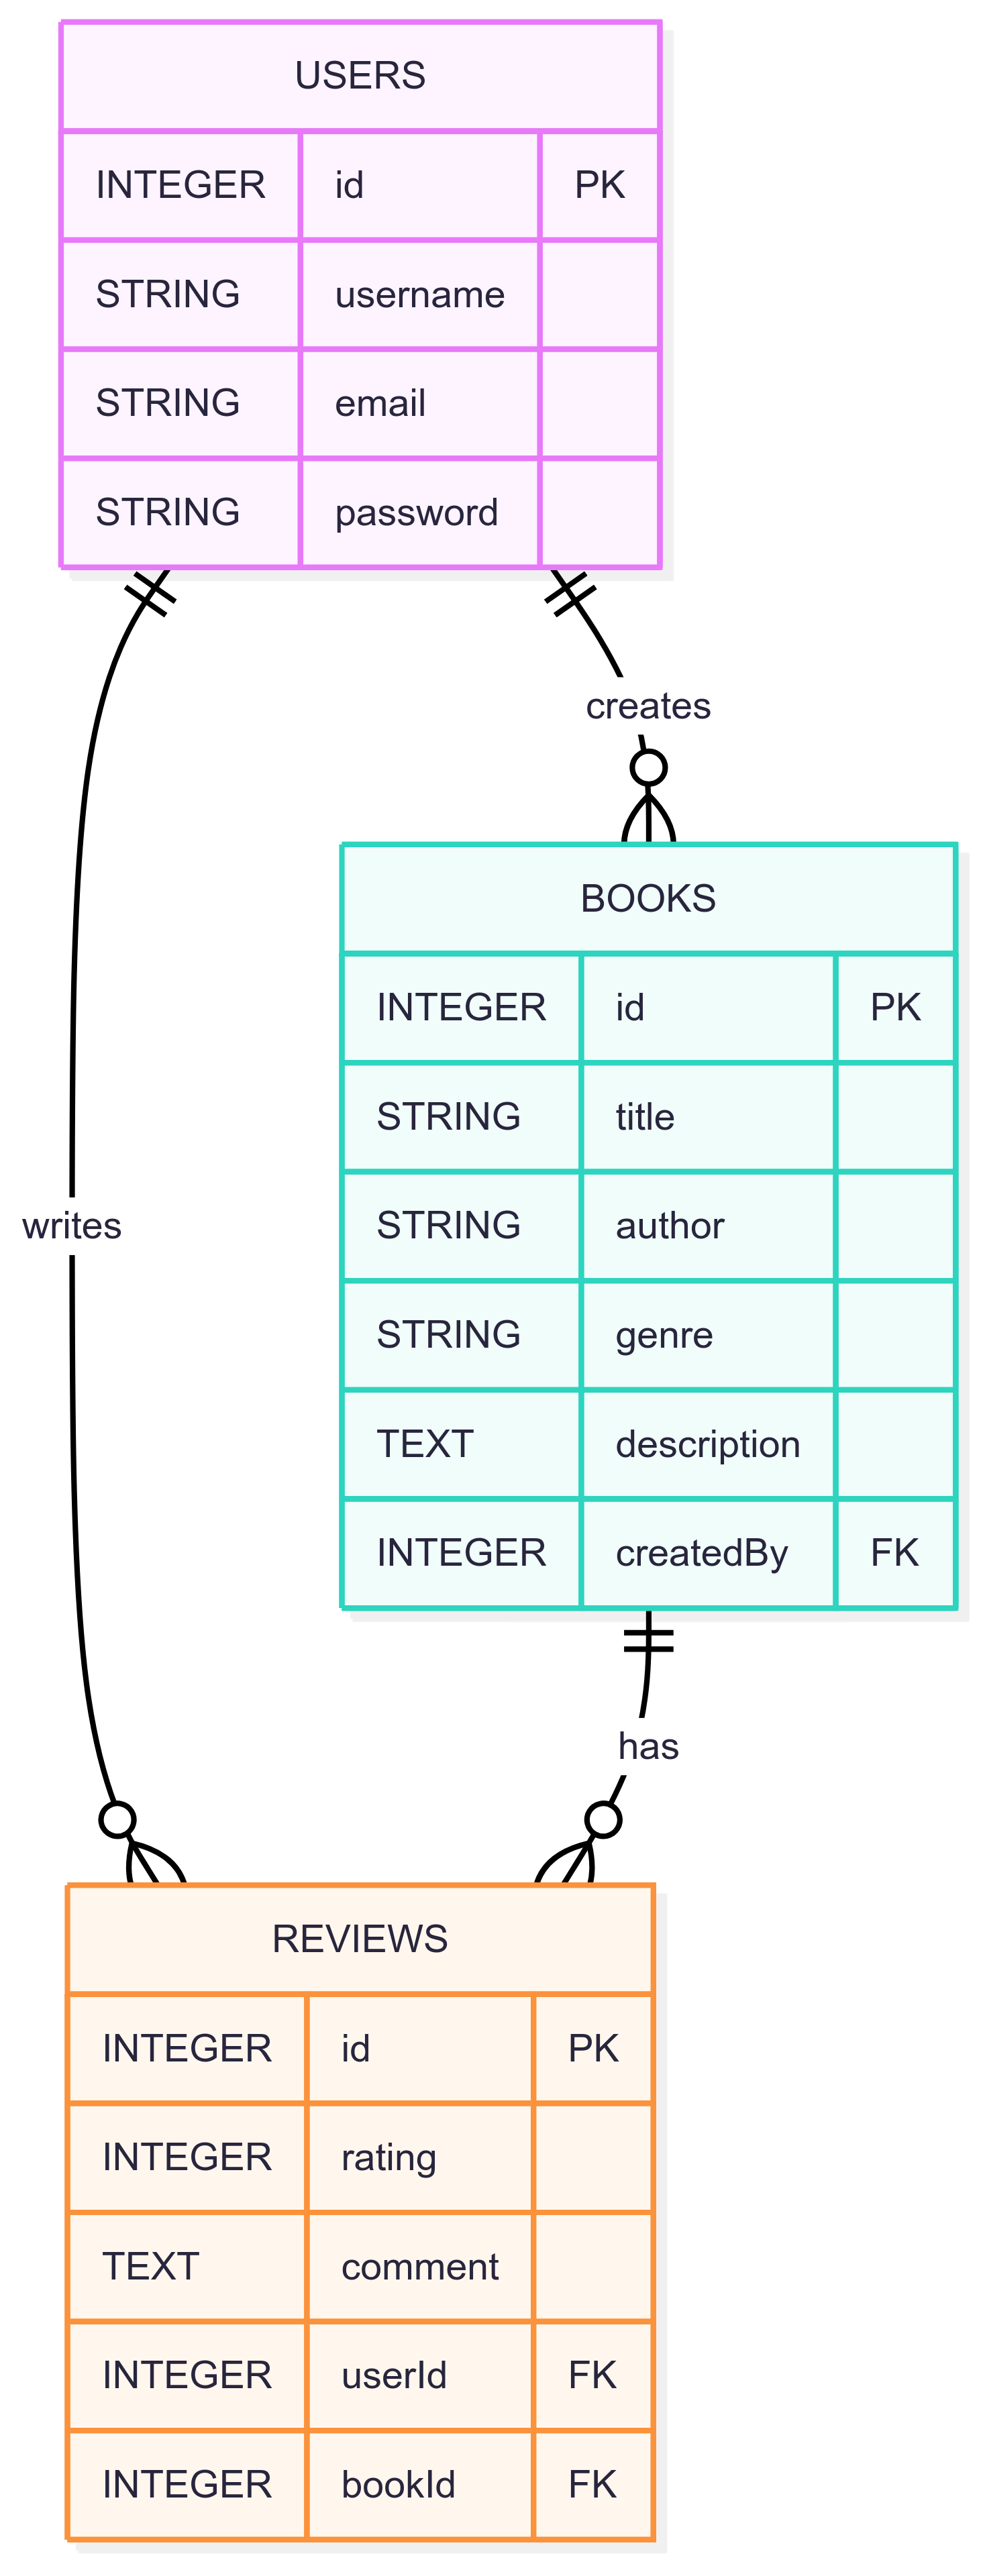 USERS
INTEGER id PK
STRING username
STRING email
STRING password
creates
BOOKS
INTEGER id PK
STRING title
STRING author
STRING genre
TEXT description
INTEGER createdBy FK
writes
has
REVIEWS
INTEGER id PK
INTEGER rating
TEXT comment
INTEGER userId FK
INTEGER bookId FK